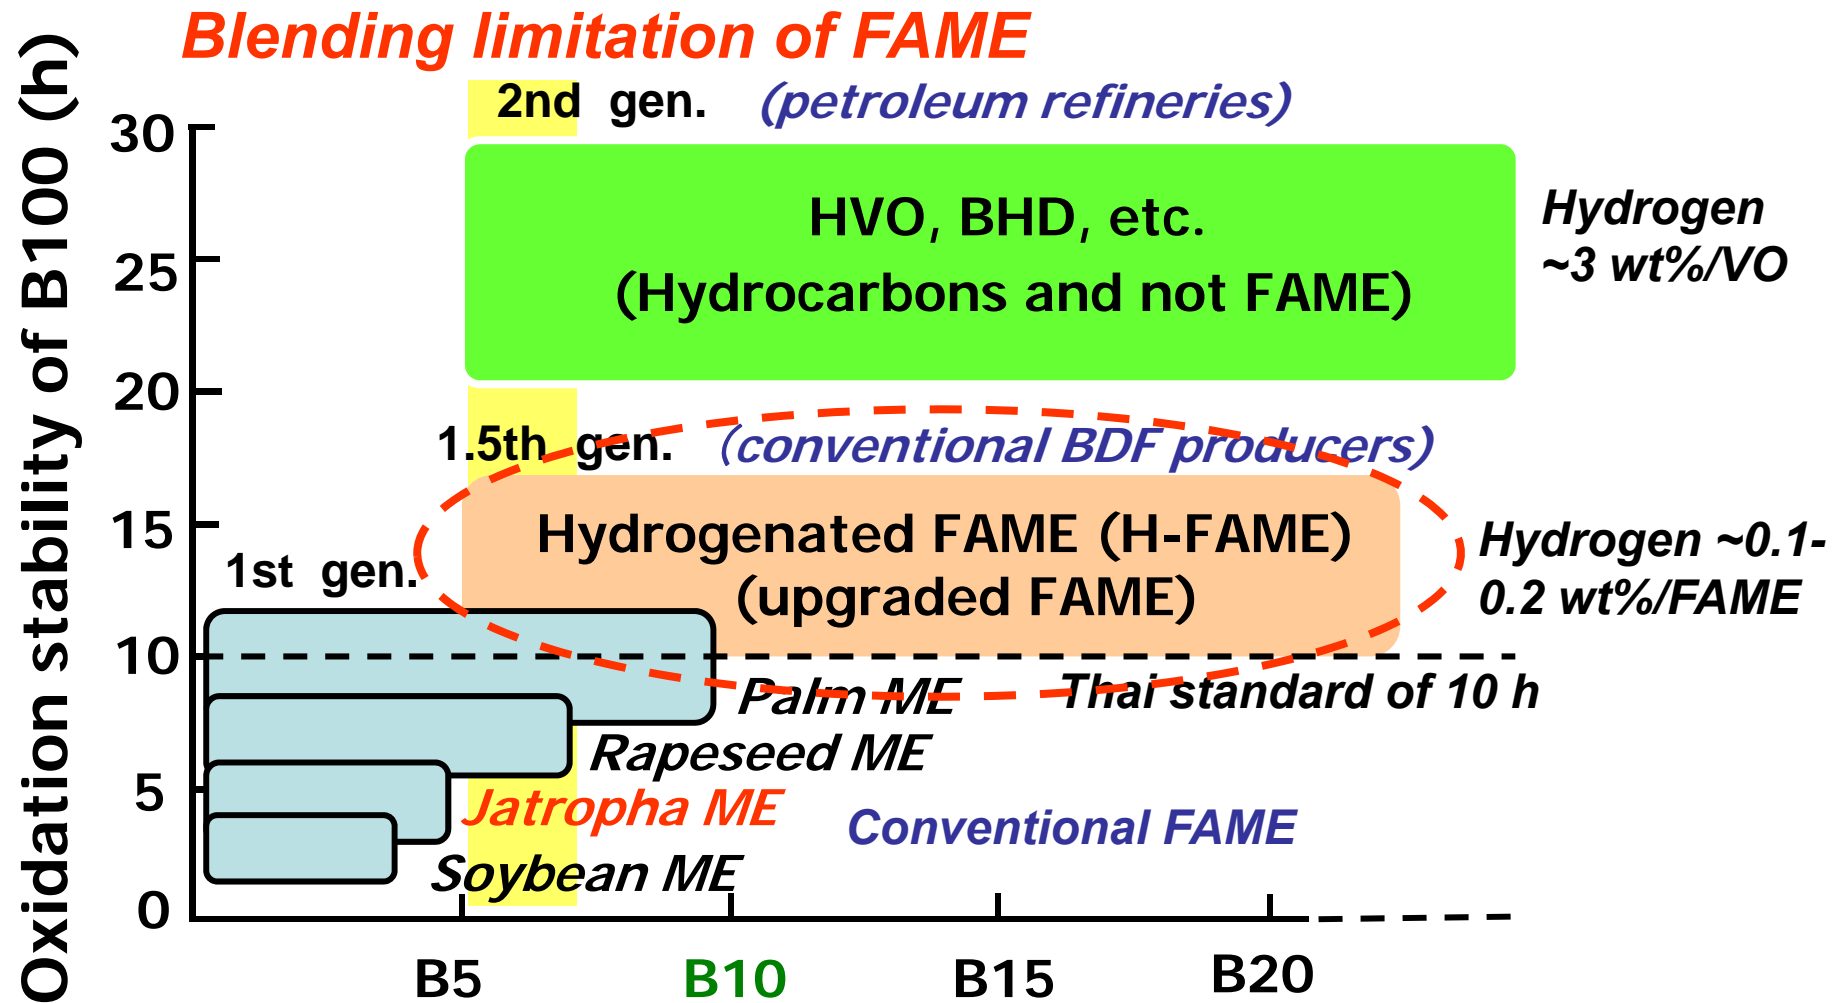 Blending limitation of FAME
Oxidation stability of B100 (h)
2nd gen. (petroleum refineries)
30
HVO, BHD, etc.
(Hydrocarbons and not FAME)
Hydrogen
~3 wt%/VO
25
20
1.5th gen. (conventional BDF producers)
15
Hydrogenated FAME (H-FAME)
(upgraded FAME)
Hydrogen ~0.1-
0.2 wt%/FAME
1st gen.
10
Palm ME
Thai standard of 10 h
Rapeseed ME
5
Jatropha ME
Conventional FAME
Soybean ME
0
B5 B10 B15 B20